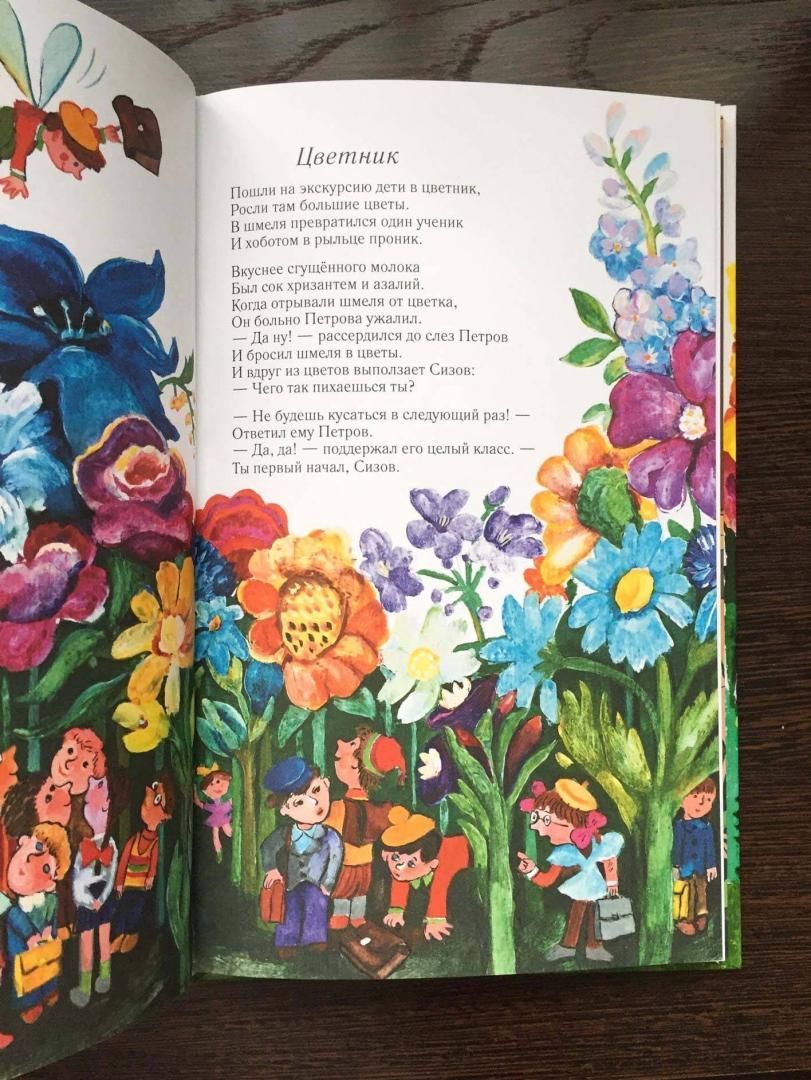 Цветник
Пошли на экскурсию дети в цветник,
Росли там большие цветы.
В шмеля превратился один ученик
И хоботом в рыльце проник.
Вкуснее сгущённого молока
Был сок хризантем и азалий.
Когда отрывали шмеля от цветка,
Он больно Петрова ужалил.
— Да ну! — рассердился до слез Петров
И бросил шмеля в цветы.
И вдруг из цветов выползает Сизов:
— Чего так пихаешься ты?
— Не будешь кусаться в следующий раз! —
Ответил ему Петров.
— Да, да! — поддержал его целый класс. —
Ты первый начал, Сизов.